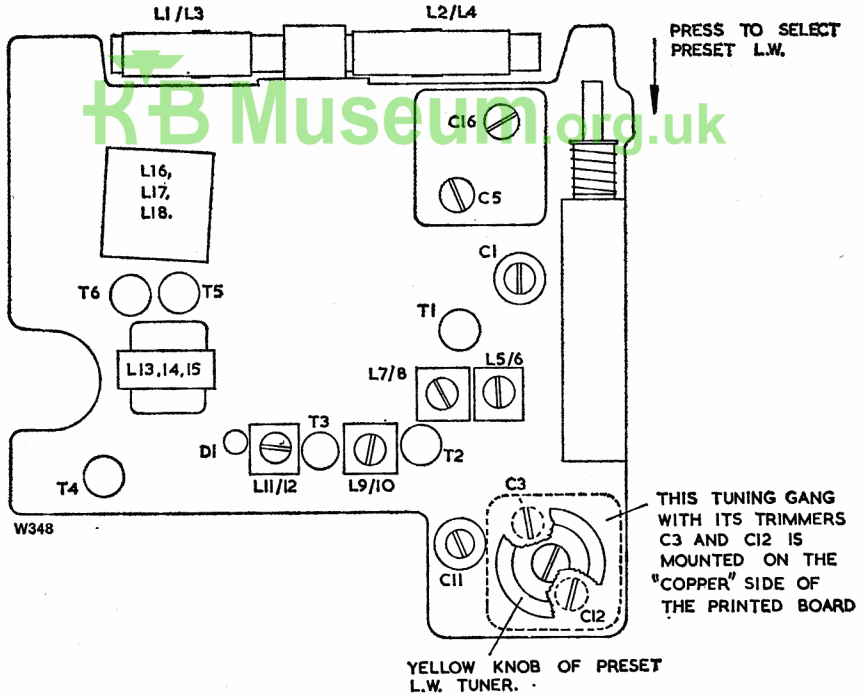 L1/L3
L2/L4
PRESS TO SELECT
PRESET L.W.
KB Museum.org.uk
C16
L16,
L17,
L18.
C5
C1
T6
T5
T1
L13,14,15
L7/8
L5/6
D1
T3
T2
T4
L11/12
L9/10
C3
W348
THIS TUNING GANG
WITH ITS TRIMMERS
C3 AND C12 IS
MOUNTED ON THE
"COPPER" SIDE OF
THE PRINTED BOARD
C11
C12
YELLOW KNOB OF PRESET
L.W. TUNER.